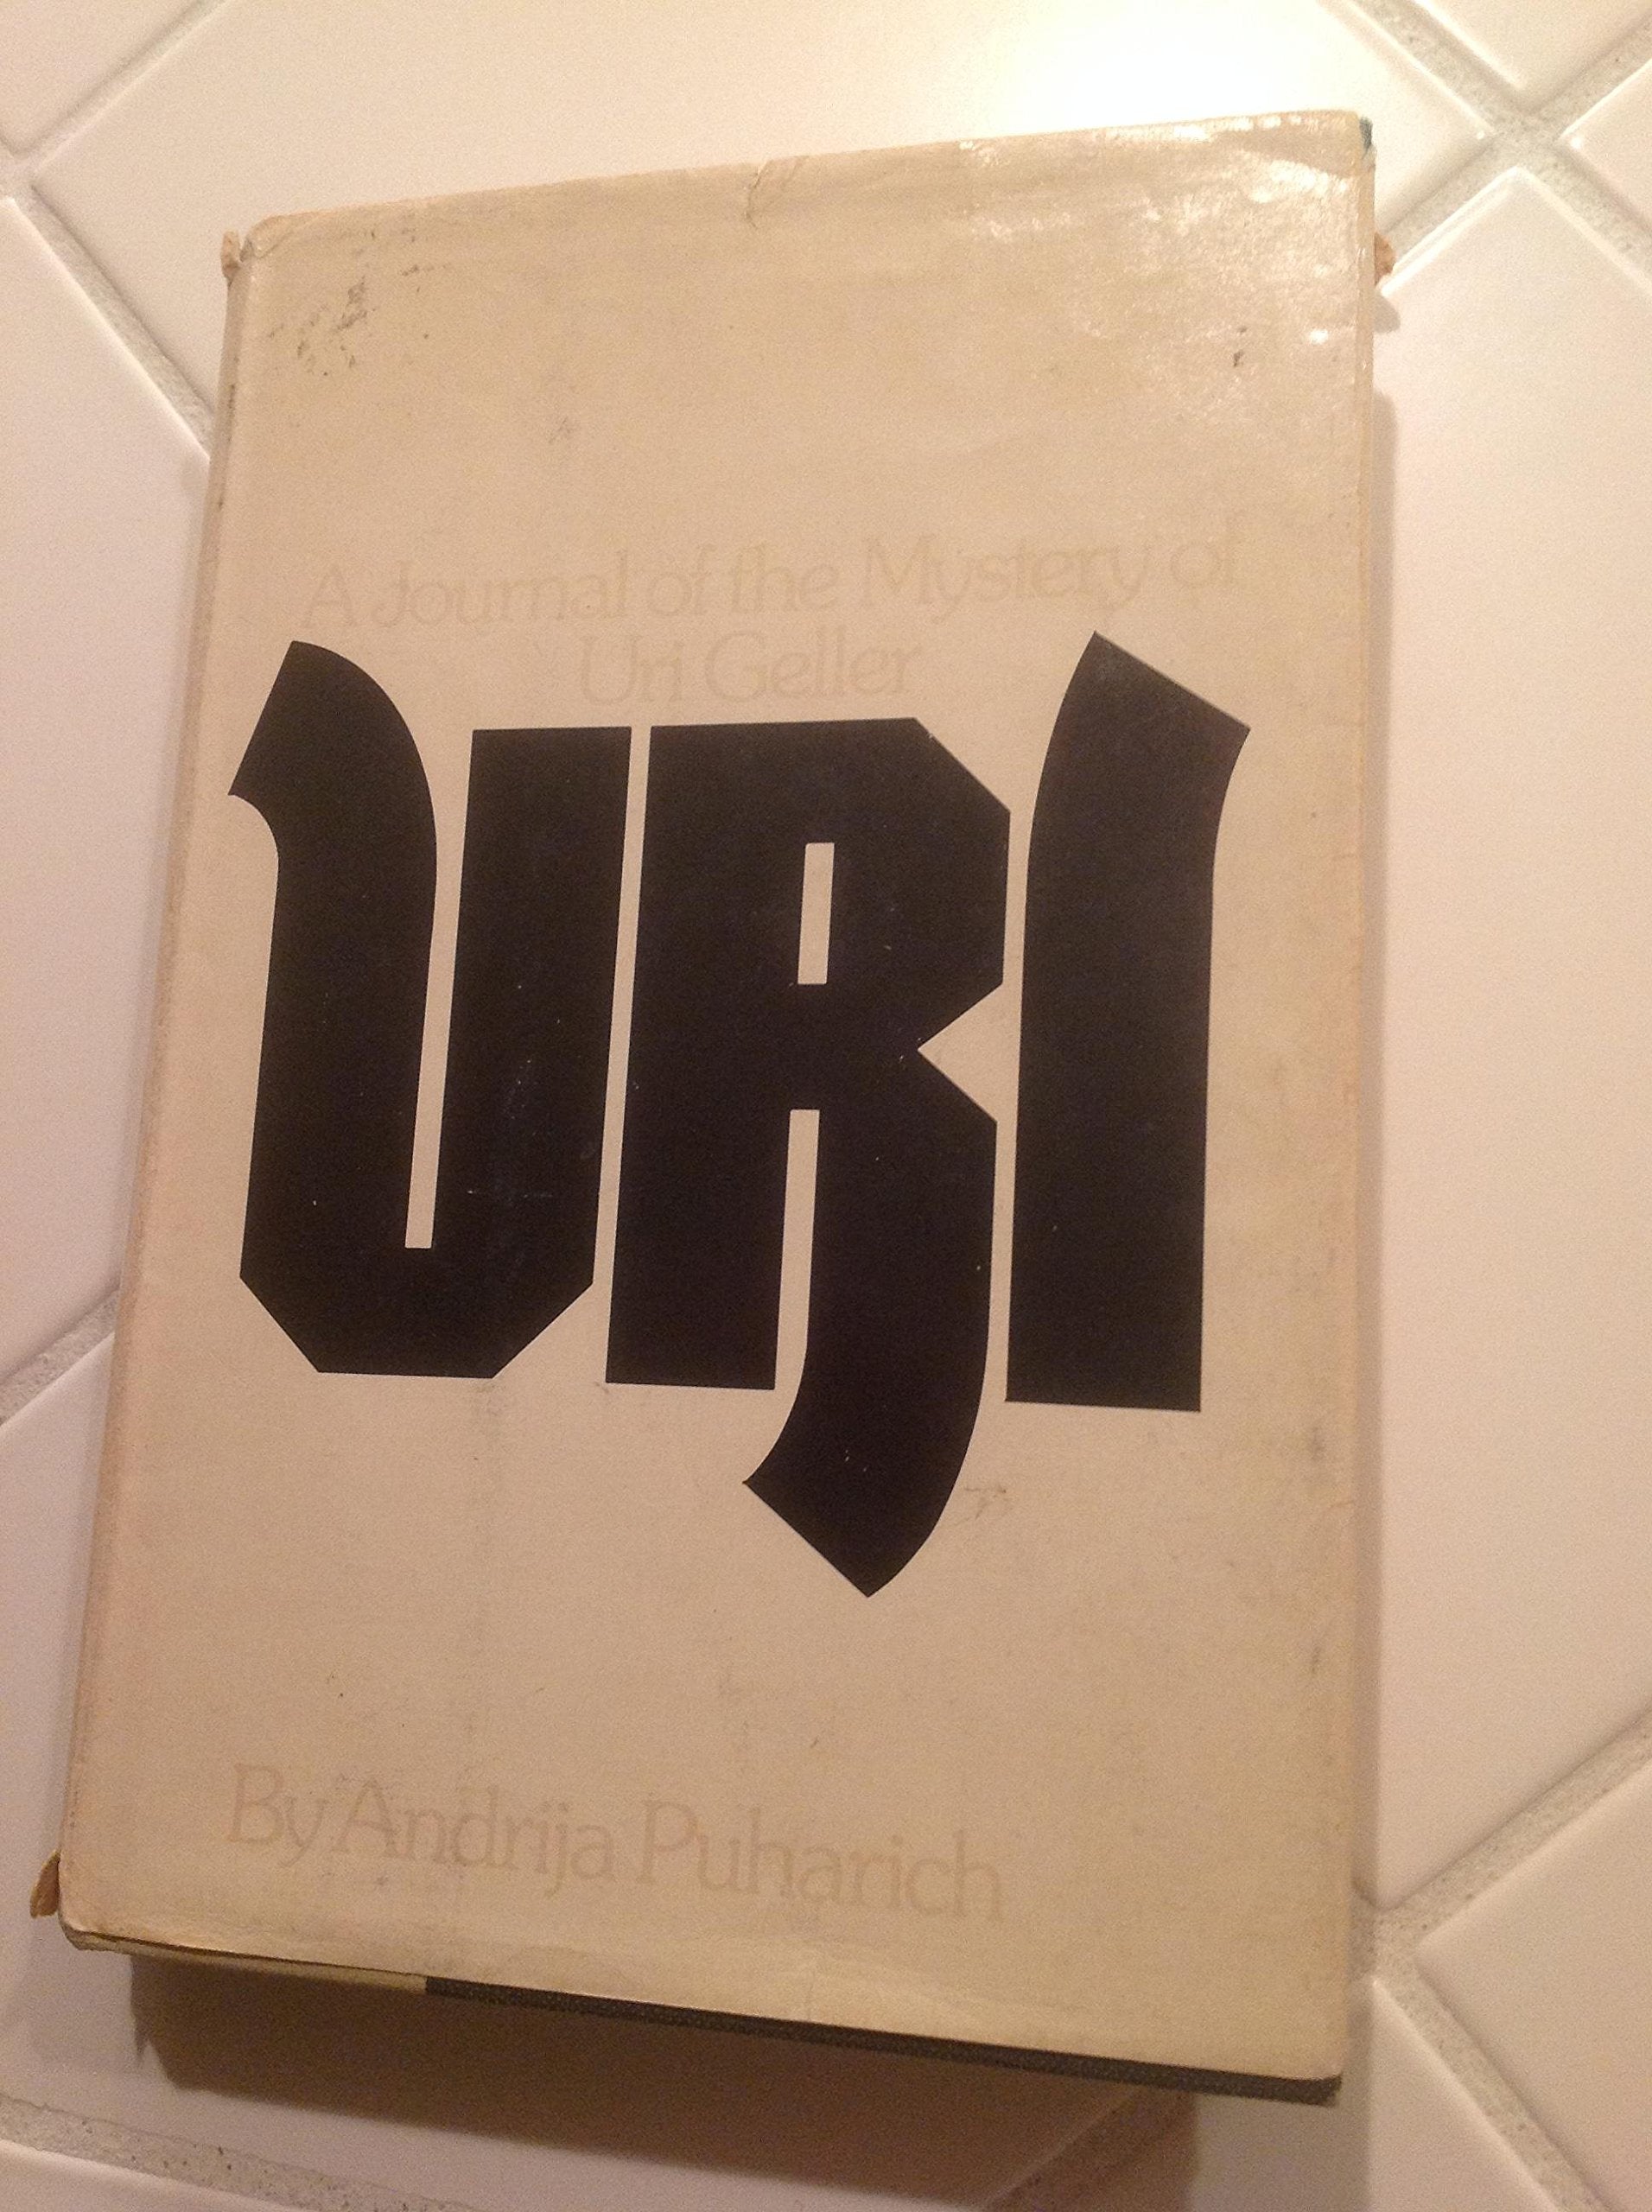 A Journal of the Mystery of
Uri Geller
URI
By Andrija Puharich